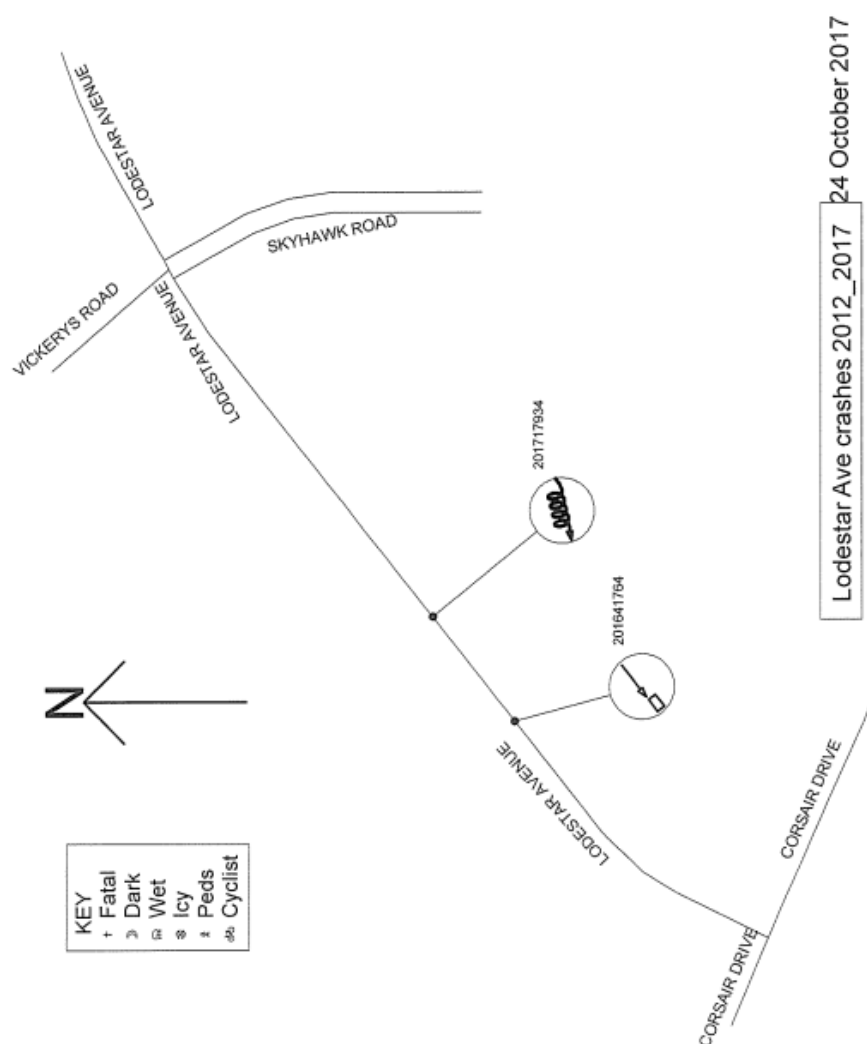 LODESTAR AVENUE
VICKERYS ROAD
LODESTAR AVENUE
SKYHAWK ROAD
201717934
201641764
N
LODESTAR AVENUE
KEY
Fatal
Dark
Wet
Icy
Peds
Cyclist
CORSAIR DRIVE
CORSAIR DRIVE
Lodestar Ave crashes 2012_2017
24 October 2017